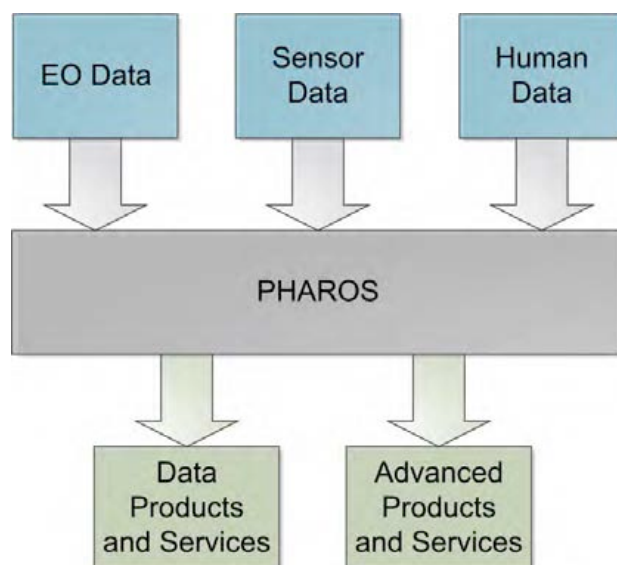 EO Data
Sensor
Data
Human
Data
PHAROS
Data
Products
and Services
Advanced
Products
and Services